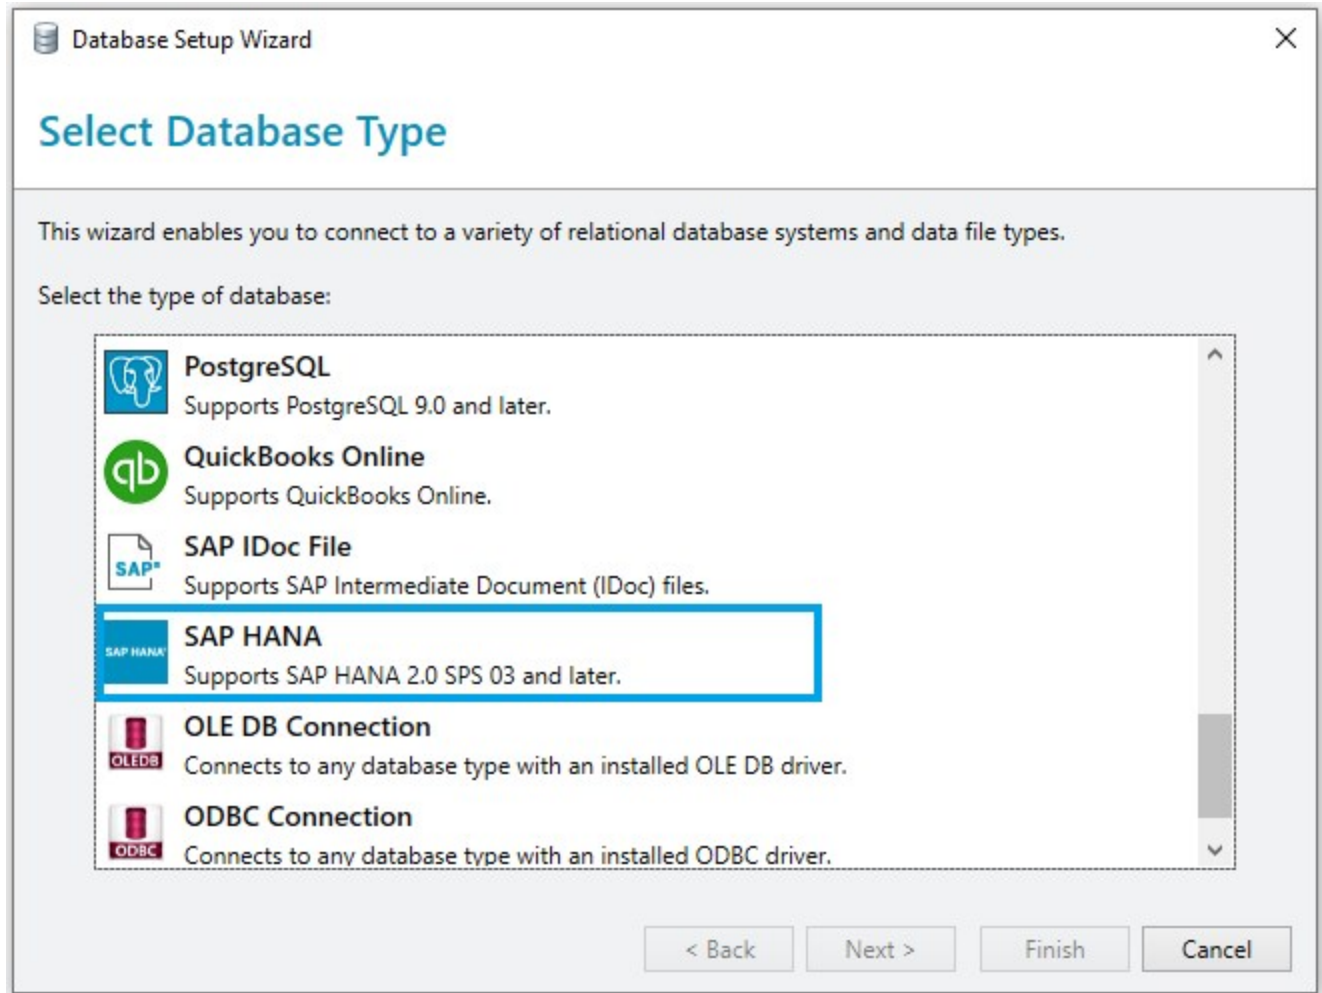 Database Setup Wizard
Select Database Type
This wizard enables you to connect to a variety of relational database systems and data file types.
Select the type of database:
PostgreSQL
Supports PostgreSQL 9.0 and later.
qb
QuickBooks Online
Supports QuickBooks Online.
SAP
SAP IDoc File
Supports SAP Intermediate Document (IDoc) files.
SAP HANA
SAP HANA
Supports SAP HANA 2.0 SPS 03 and later.
OLEDB
OLE DB Connection
Connects to any database type with an installed OLE DB driver.
ODBC
ODBC Connection
Connects to any database type with an installed ODBC driver.
< Back
Next >
Finish
Cancel